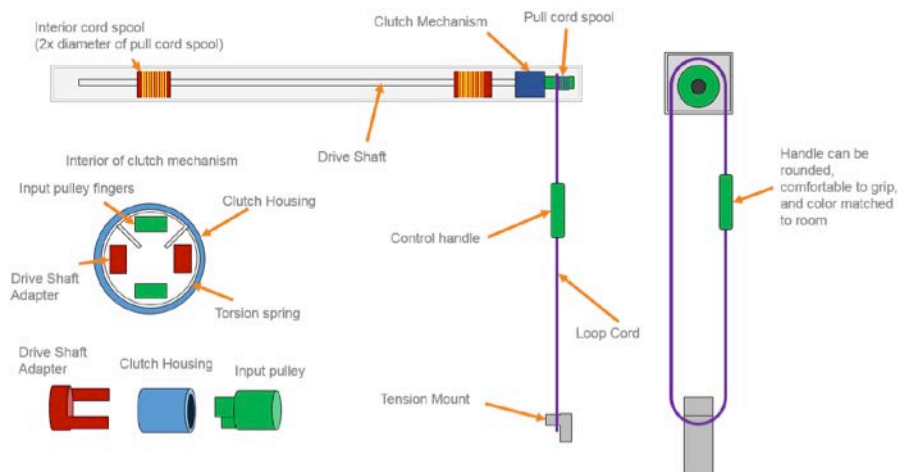 Interior cord spool
(2x diameter of pull cord spool)
Clutch Mechanism
Pull cord spool
Drive Shaft
Interior of clutch mechanism
Input pulley fingers
Clutch Housing
Drive Shaft
Adapter
Torsion spring
Control handle
Handle can be
rounded,
comfortable to grip,
and color matched
to room
Loop Cord
Drive Shaft
Adapter
Clutch Housing
Input pulley
Tension Mount